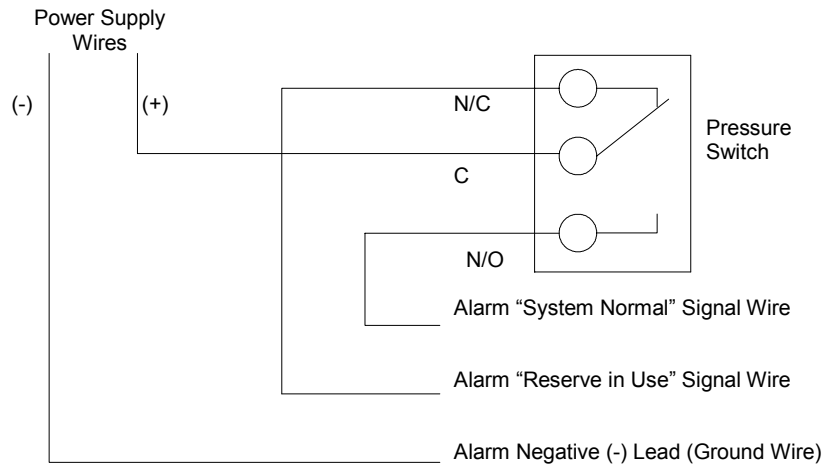 Power Supply
Wires
(-)
(+)
N/C
Pressure
Switch
C
N/O
Alarm “System Normal” Signal Wire
Alarm “Reserve in Use” Signal Wire
Alarm Negative (-) Lead (Ground Wire)